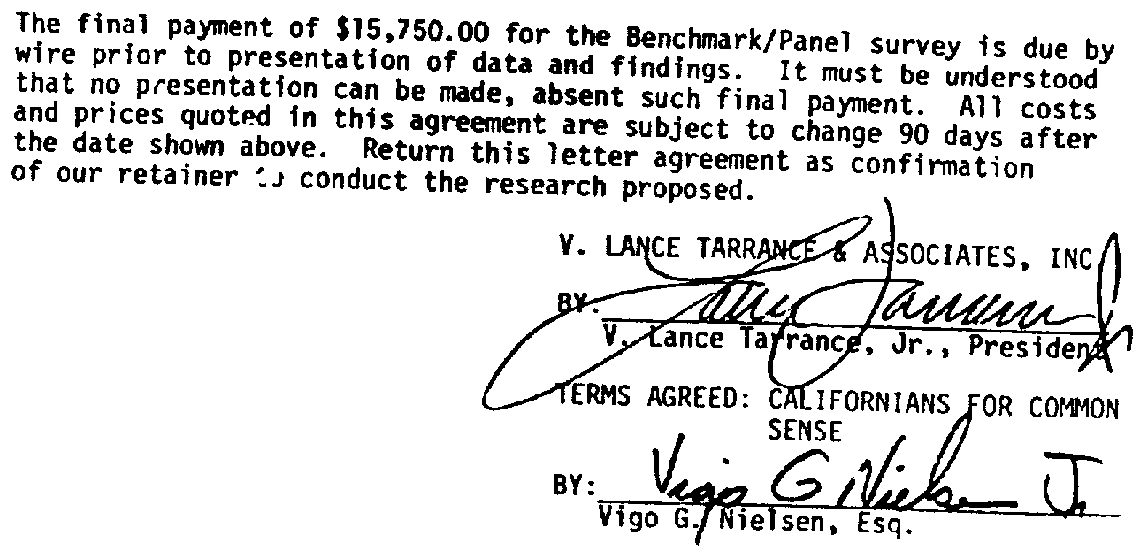 The final payment of $15,750.00 for the Benchmark/Panel survey is due by
wire prior to presentation of data and findings. It must be understood
that no presentation can be made, absent such final payment. All costs
and prices quoted in this agreement are subject to change 90 days after
the date shown above. Return this letter agreement as confirmation
of our retainer conduct the research proposed.
V. LANCE TARRANCE & ASSOCIATES, INC
BY: Lance Tarrance Jr
V. Lance Tarrance, Jr., President
TERMS AGREED: CALIFORNIANS FOR COMMON
SENSE
BY: Vigo G Nielsen Jr
Vigo G. Nielsen, Esq.